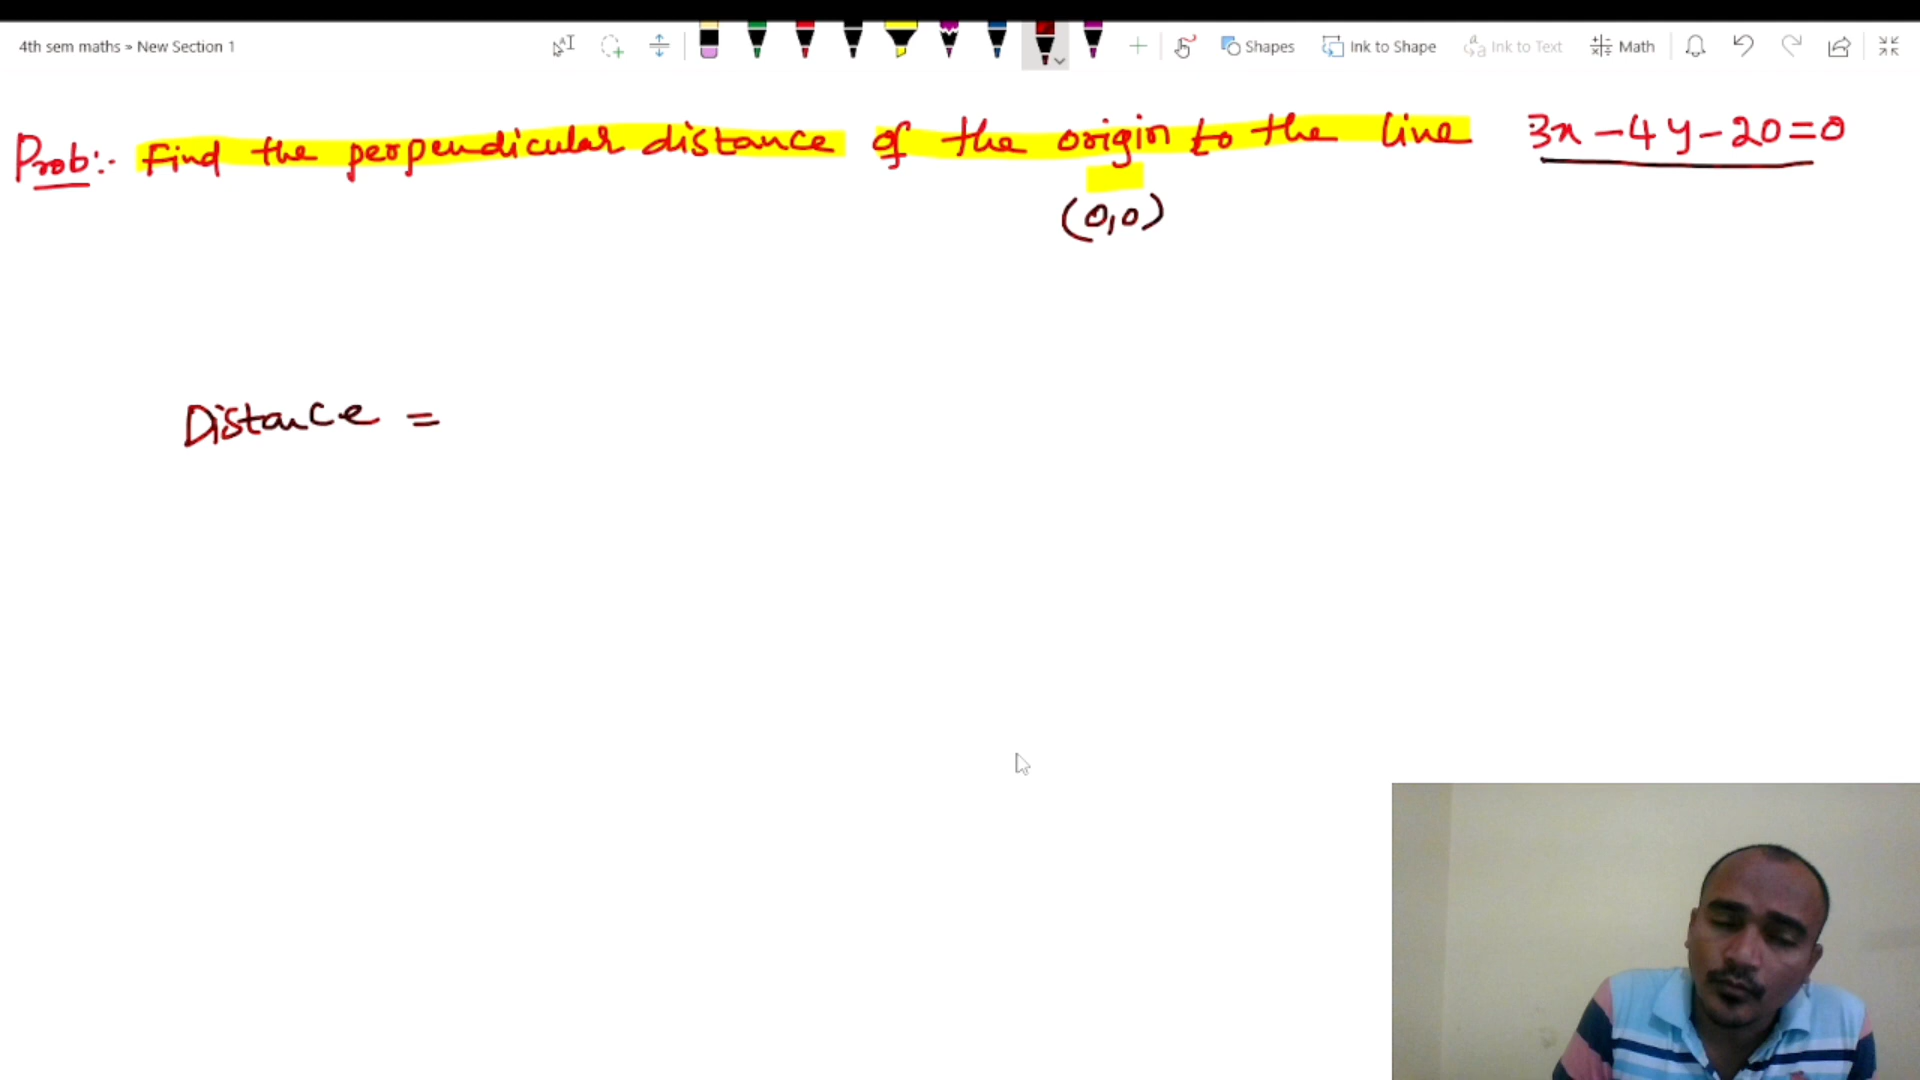 4th sem maths » New Section 1
Shapes Ink to Shape Ink to Text Math
Prob:- Find the perpendicular distance of the origin to the line 3x-4y-20=0
(0,0)
Distance =